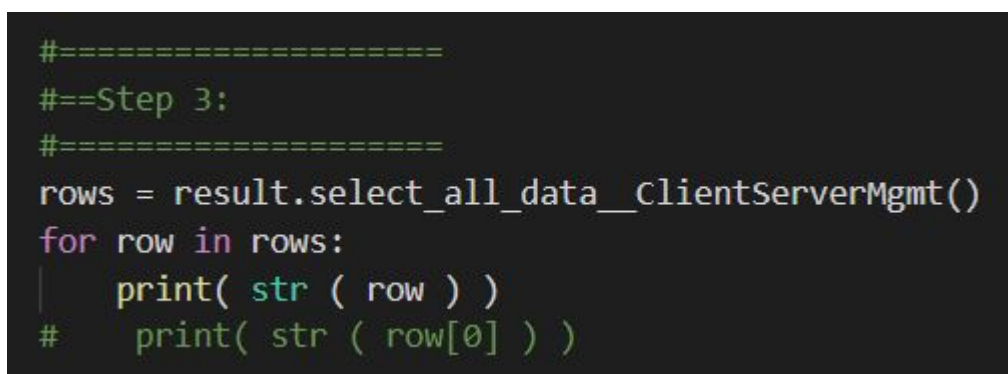 #====================
#==Step 3:
#====================
rows = result.select_all_data__ClientServerMgmt()
for row in rows:
    print( str ( row ) )
#    print( str ( row[0] ) )